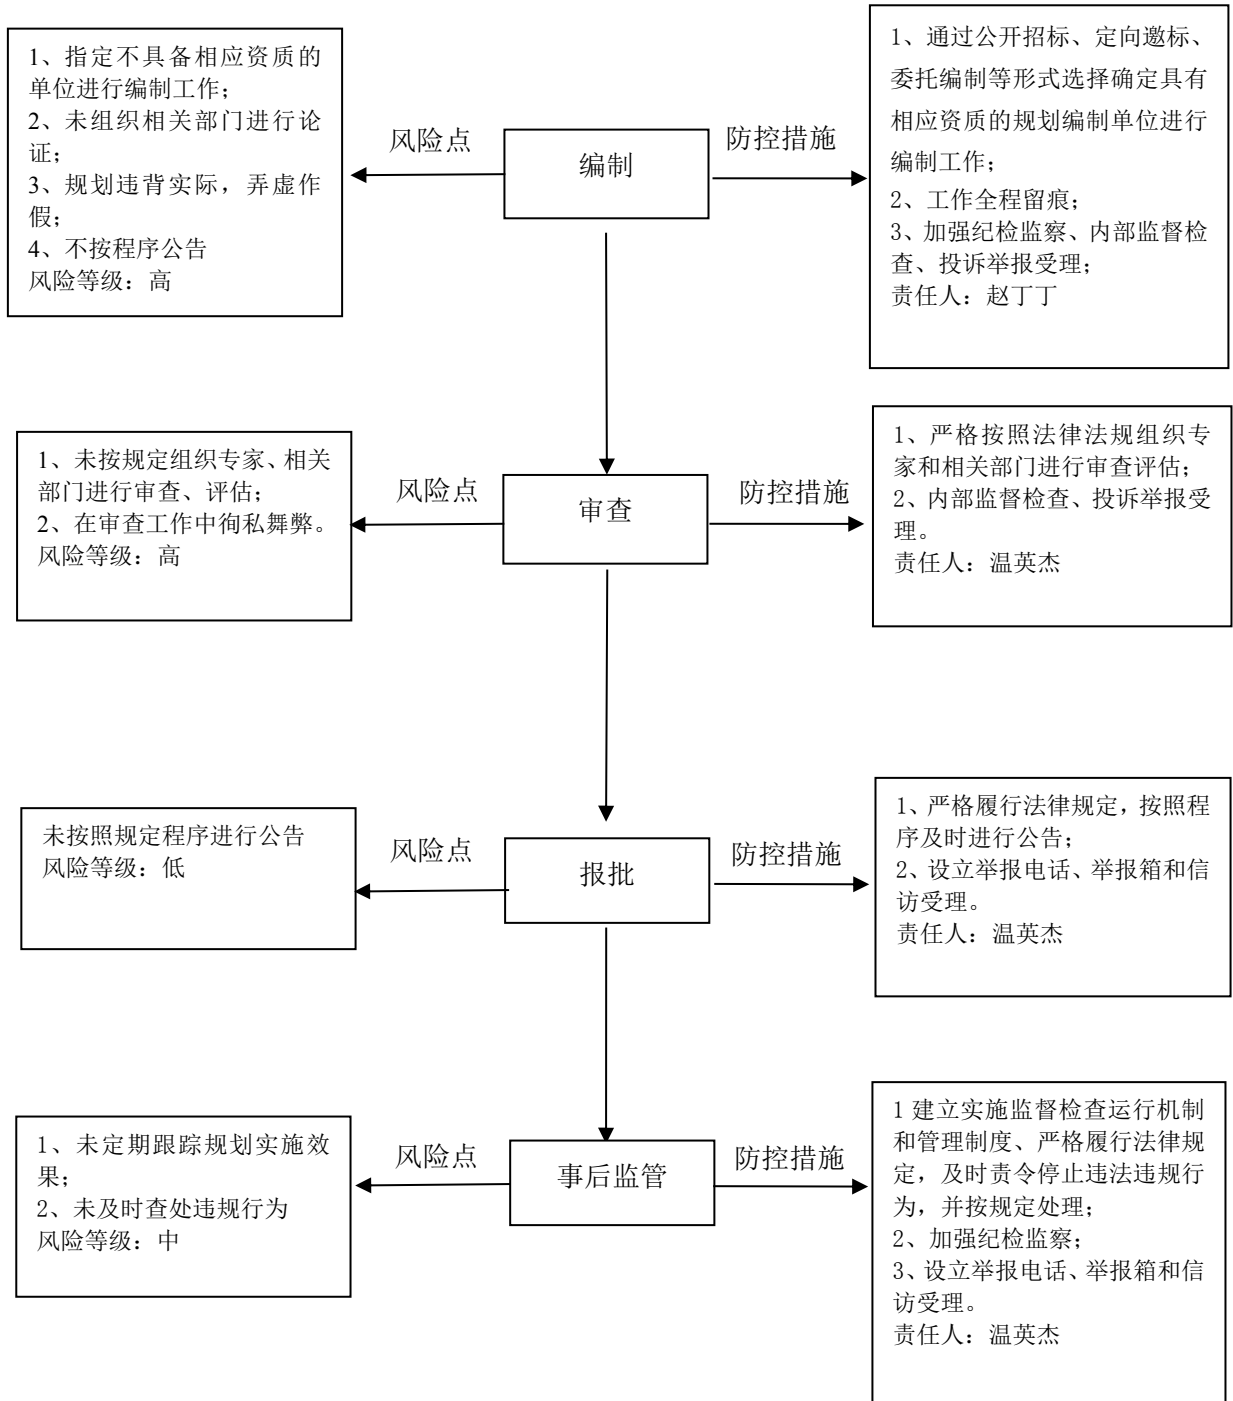 1、指定不具备相应资质的
单位进行编制工作；
2、未组织相关部门进行论
证；
3、规划违背实际，弄虚作
假；
4、不按程序公告
风险等级：高
风险点
编制
防控措施
1、通过公开招标、定向邀标、
委托编制等形式选择确定具有
相应资质的规划编制单位进行
编制工作；
2、工作全程留痕；
3、加强纪检监察、内部监督检
查、投诉举报受理；
责任人：赵丁丁
1、未按规定组织专家、相关
部门进行审查、评估；
2、在审查工作中徇私舞弊。
风险等级：高
风险点
审查
防控措施
1、严格按照法律法规组织专
家和相关部门进行审查评估；
2、内部监督检查、投诉举报受
理。
责任人：温英杰
未按照规定程序进行公告
风险等级：低
风险点
报批
防控措施
1、严格履行法律规定，按照程
序及时进行公告；
2、设立举报电话、举报箱和信
访受理。
责任人：温英杰
1、未定期跟踪规划实施效
果；
2、未及时查处违规行为
风险等级：中
风险点
事后监管
防控措施
1 建立实施监督检查运行机制
和管理制度、严格履行法律规
定，及时责令停止违法违规行
为，并按规定处理；
2、加强纪检监察；
3、设立举报电话、举报箱和信
访受理。
责任人：温英杰